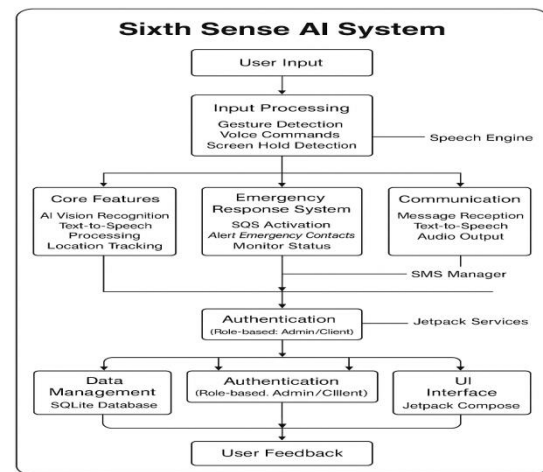 Sixth Sense AI System
User Input
Input Processing
Gesture Detection
Voice Commands
Screen Hold Detection
Speech Engine
Core Features
AI Vision Recognition
Text-to-Speech
Processing
Location Tracking
Emergency
Response System
SQS Activation
Alert Emergency Contacts
Monitor Status
Communication
Message Reception
Text-to-Speech
Audio Output
SMS Manager
Authentication
(Role-based: Admin/Client)
Jetpack Services
Data
Management
SQLite Database
Authentication
(Role-based. Admin/Cllient)
UI
Interface
Jetpack Compose
User Feedback